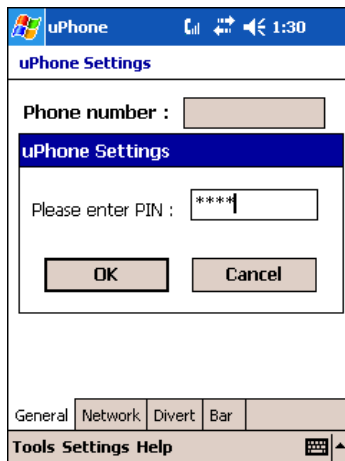 uPhone 1:30
uPhone Settings
Phone number :
uPhone Settings
Please enter PIN : ****
OK Cancel
General Network Divert Bar
Tools Settings Help